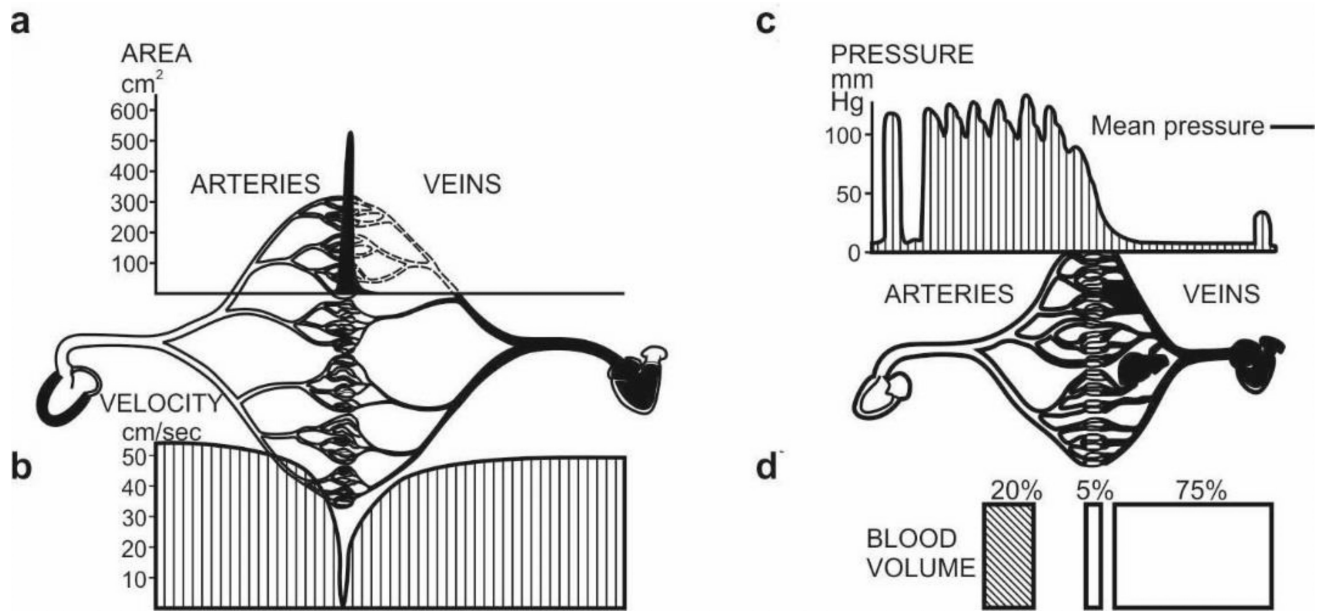 a
AREA
cm²
600
500
400
300
200
100
ARTERIES
VEINS
VELOCITY
cm/sec
b
50
40
30
20
10
c
PRESSURE
mm
Hg
100
50
0
Mean pressure
ARTERIES
VEINS
d
20%
5%
75%
BLOOD
VOLUME